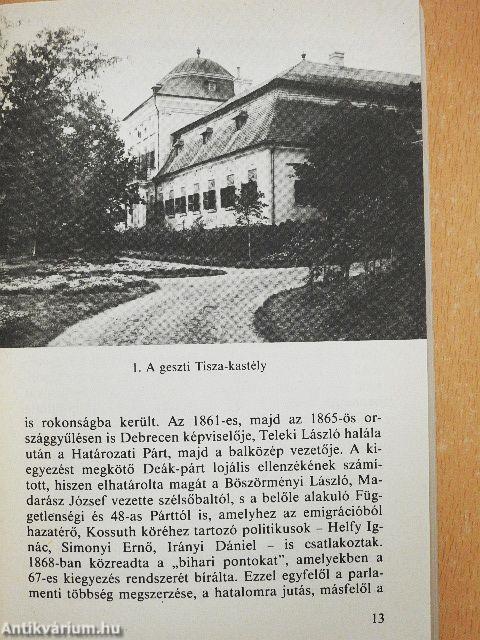 1. A geszti Tisza-kastély
is rokonságba került. Az 1861-es, majd az 1865-ös or-
szággyűlésen is Debrecen képviselője, Teleki László halála
után a Határozati Párt, majd a balközép vezetője. A ki-
egyezést megkötő Deák-párt lojális ellenzékének számí-
tott, hiszen elhatárolta magát a Böszörményi László, Ma-
darász József vezette szélsőbaltól, s a belőle alakuló Füg-
getlenségi és 48-as Párttól is, amelyhez az emigrációból
hazatérő, Kossuth köréhez tartozó politikusok – Helfy Ig-
nác, Simonyi Ernő, Irányi Dániel – is csatlakoztak.
1868-ban közreadta a „bihari pontokat", amelyekben a
67-es kiegyezés rendszerét bírálta. Ezzel egyfelől a parla-
menti többség megszerzése, a hatalomra jutás, másfelől a
13
Antikvárium.hu